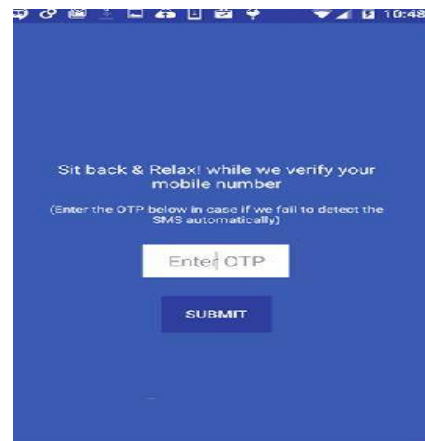 10:48
Sit back & Relax! while we verify your
mobile number
(Enter the OTP below in case if we fail to detect the
SMS automatically)
Enter OTP
SUBMIT